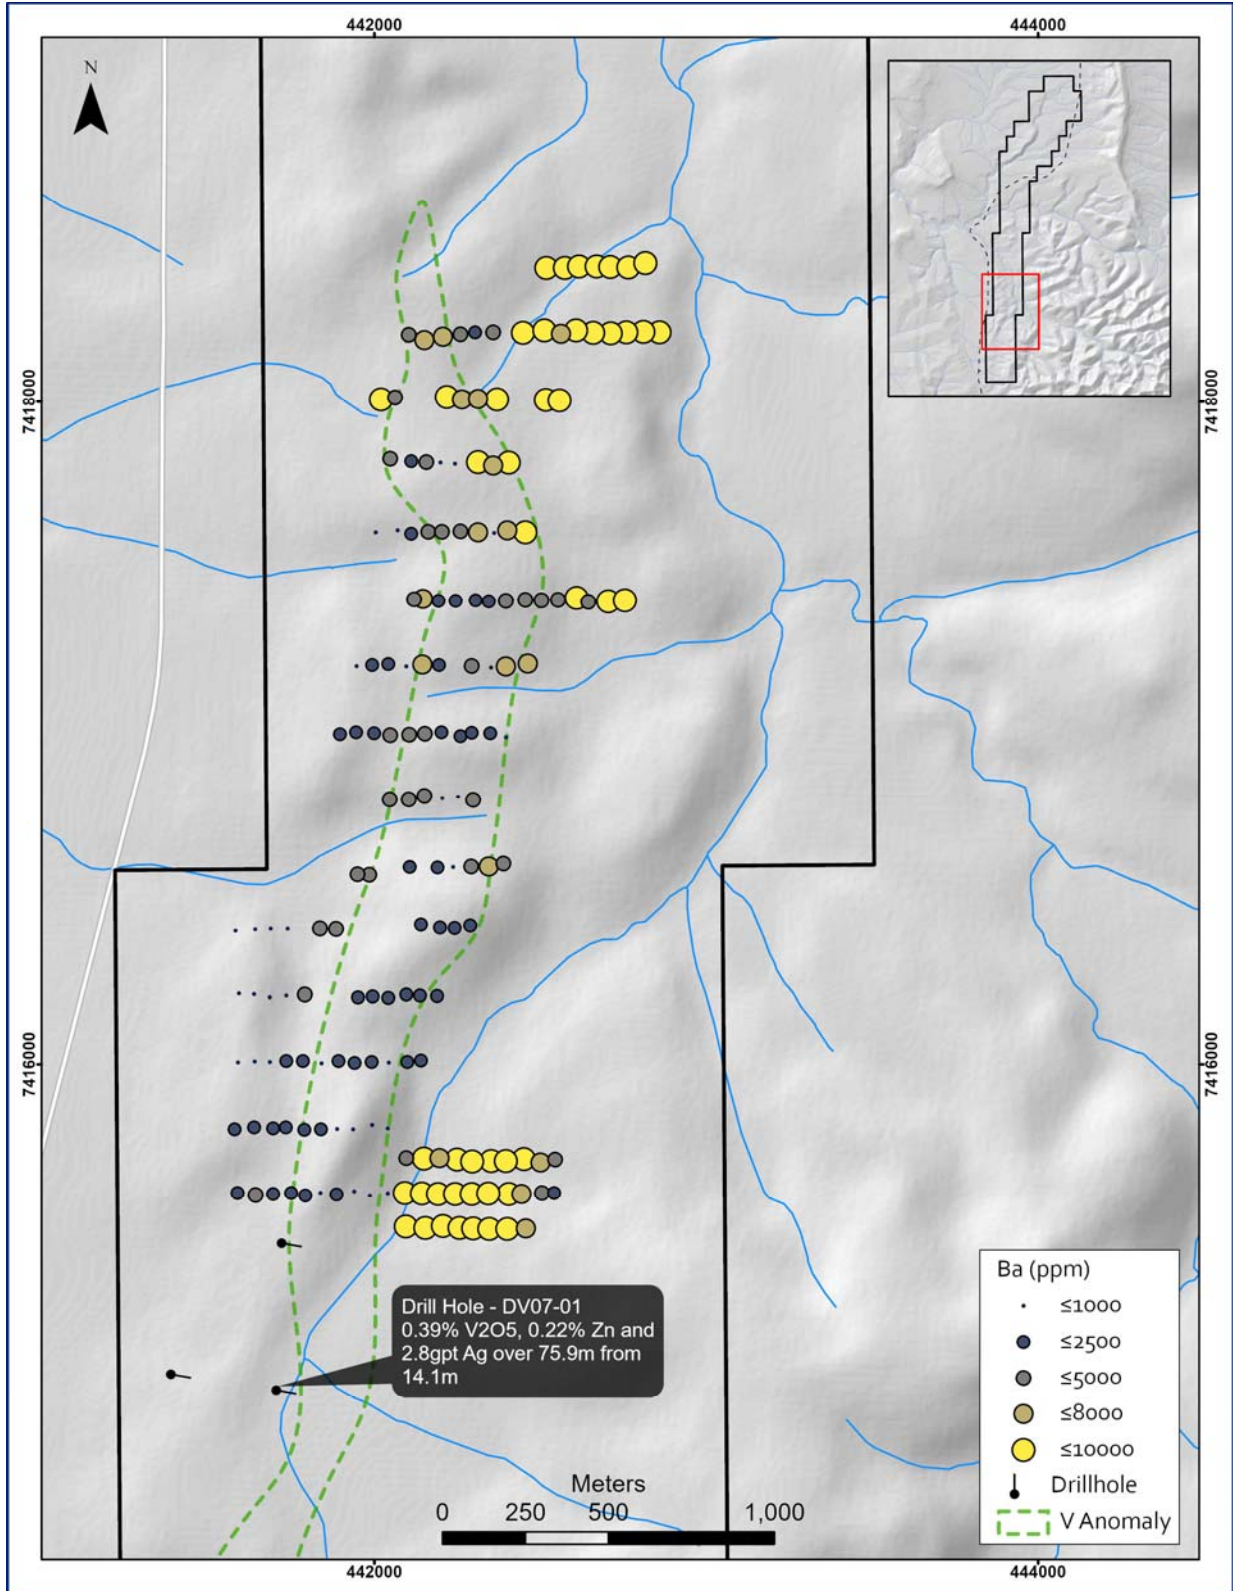 442000
444000
N
7418000
7418000
7416000
7416000
Drill Hole - DV07-01
0.39% V2O5, 0.22% Zn and
2.8gpt Ag over 75.9m from
14.1m
Ba (ppm)
≤1000
≤2500
≤5000
≤8000
≤10000
Drillhole
V Anomaly
Meters
0 250 500 1,000
442000
444000